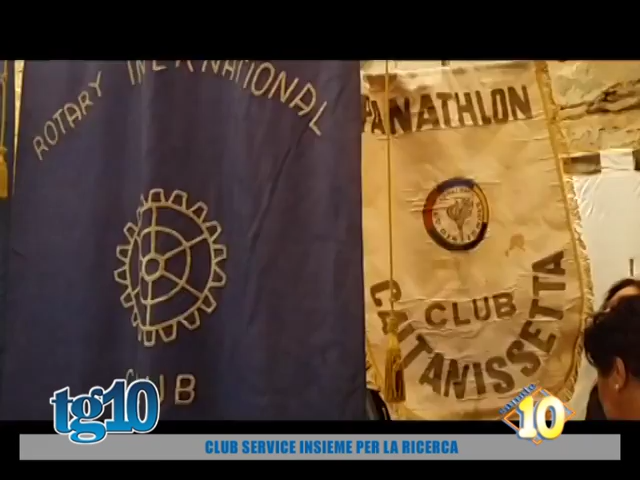 ROTARY INTERNATIONAL
CLUB
PANATHLON
CLUB
CALTANISSETTA
tg10
10
CLUB SERVICE INSIEME PER LA RICERCA